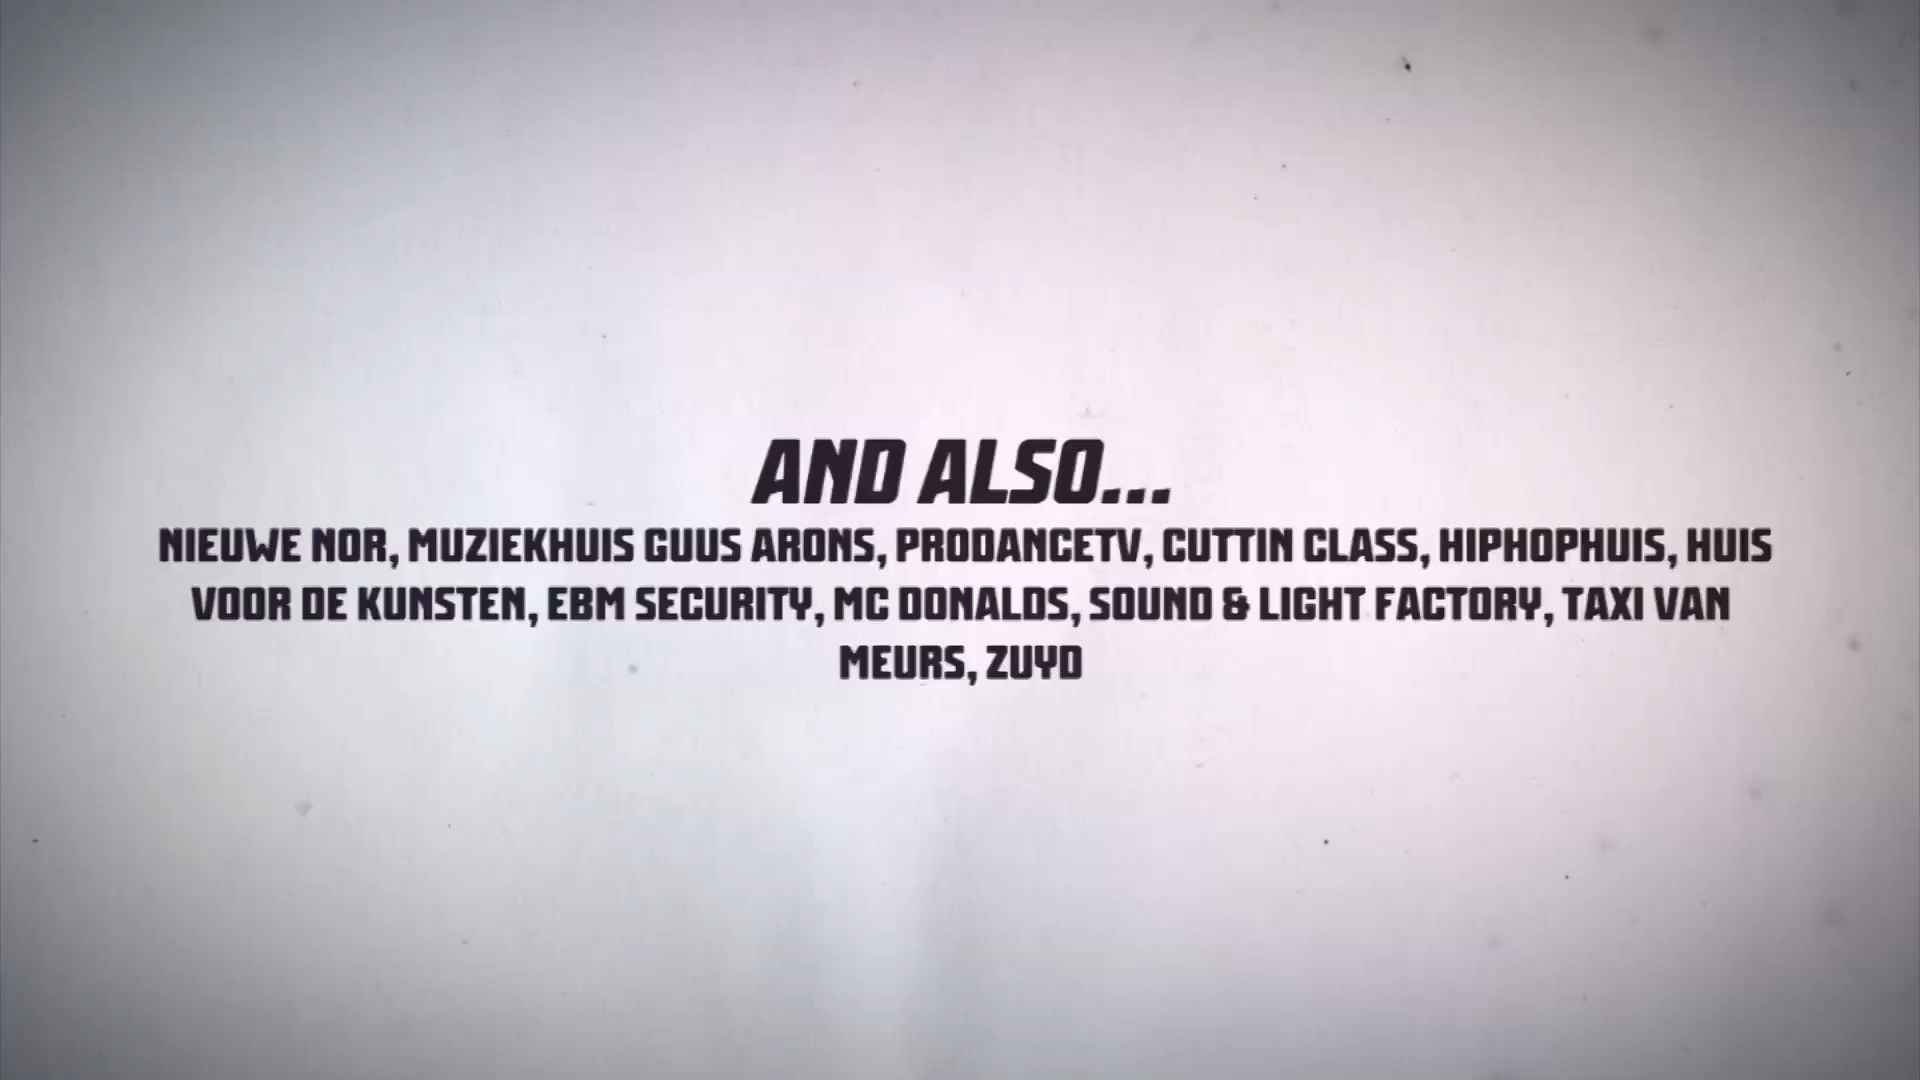 AND ALSO...
NIEUWE NOR, MUZIEKHUIS GUUS ARONS, PRODANCETV, CUTTIN CLASS, HIPHOPHUIS, HUIS
VOOR DE KUNSTEN, EBM SECURITY, MC DONALDS, SOUND & LIGHT FACTORY, TAXI VAN
MEURS, ZUYD